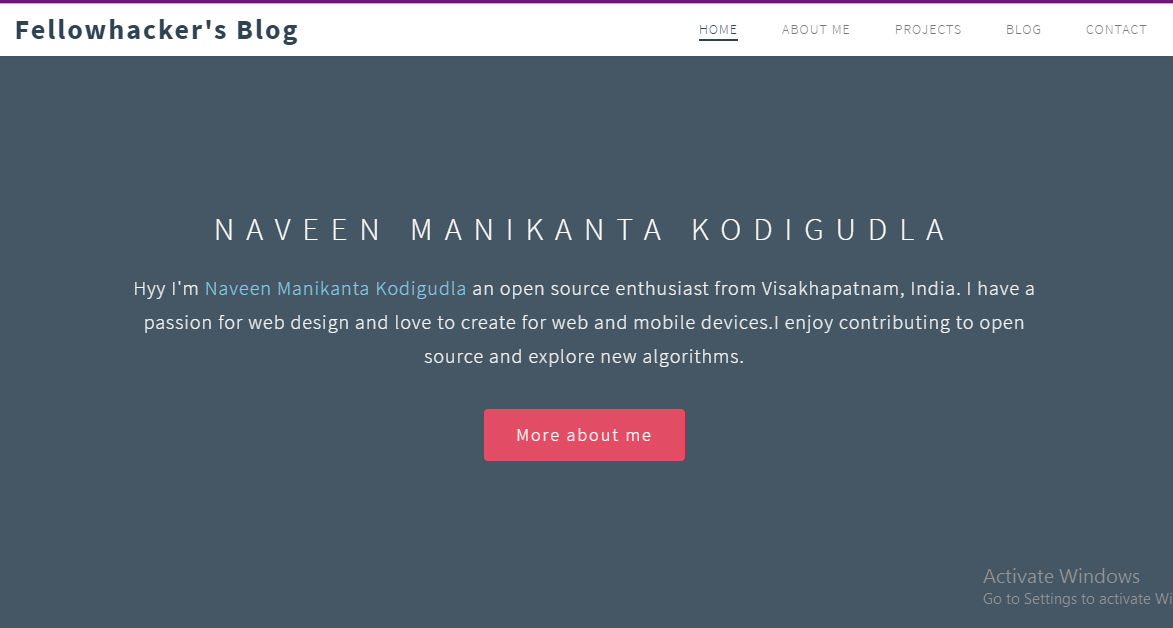 Fellowhacker's Blog
HOME
ABOUT ME
PROJECTS
BLOG
CONTACT
NAVEEN MANIKANTA KODIGUDLA
Hyy I'm Naveen Manikanta Kodigudla an open source enthusiast from Visakhapatnam, India. I have a
passion for web design and love to create for web and mobile devices.I enjoy contributing to open
source and explore new algorithms.
More about me
Activate Windows
Go to Settings to activate Wi